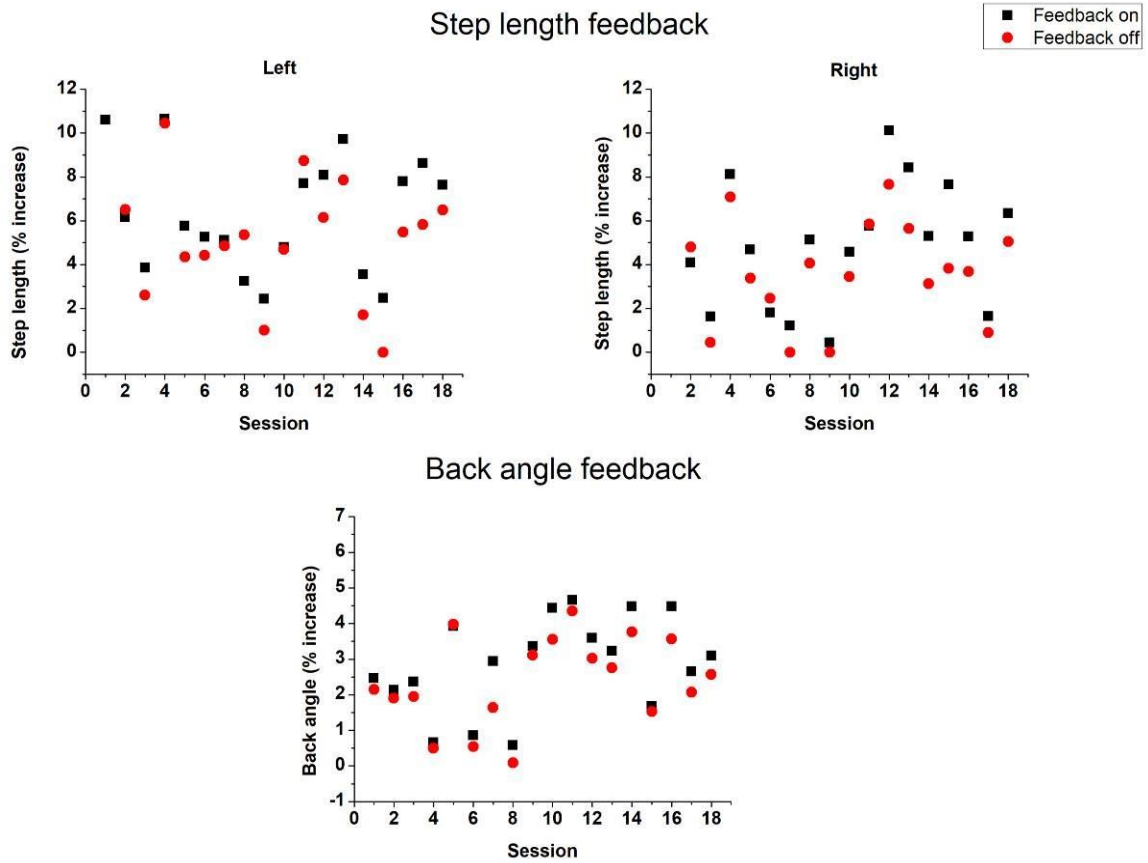 Step length feedback
Feedback on
Feedback off
Left
Step length (% increase)
12
10
8
6
4
2
0
0 2 4 6 8 10 12 14 16 18
Session
Right
Step length (% increase)
12
10
8
6
4
2
0
0 2 4 6 8 10 12 14 16 18
Session
Back angle feedback
Back angle (% increase)
7
6
5
4
3
2
1
0
-1
0 2 4 6 8 10 12 14 16 18
Session